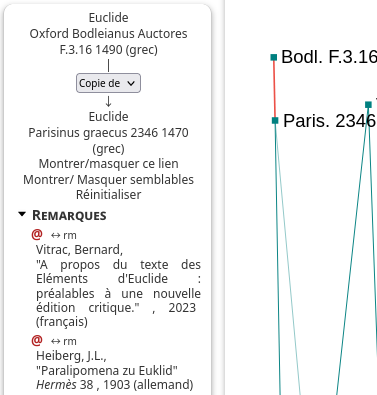 Euclide
Oxford Bodleianus Auctores
F.3.16 1490 (grec)
Copie de
↓
Euclide
Parisinus graecus 2346 1470
(grec)
Montrer/masquer ce lien
Montrer/ Masquer semblables
Réinitialiser
Remarques
@ ↔ rm
Vitrac, Bernard,
"A propos du texte des
Eléments d'Euclide :
préalables à une nouvelle
édition critique." , 2023
(français)
@ ↔ rm
Heiberg, J.L.,
"Paralipomena zu Euklid"
Hermès 38 , 1903 (allemand)
Bodl. F.3.16
Paris. 2346